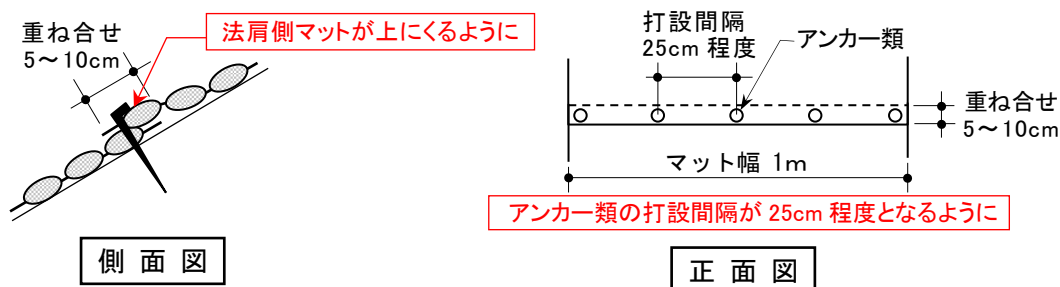 重ね合せ
5～10cm
法肩側マットが上にくるように
側面図
打設間隔
25cm 程度
アンカー類
重ね合せ
5～10cm
マット幅 1m
アンカー類の打設間隔が 25cm 程度となるように
正面図